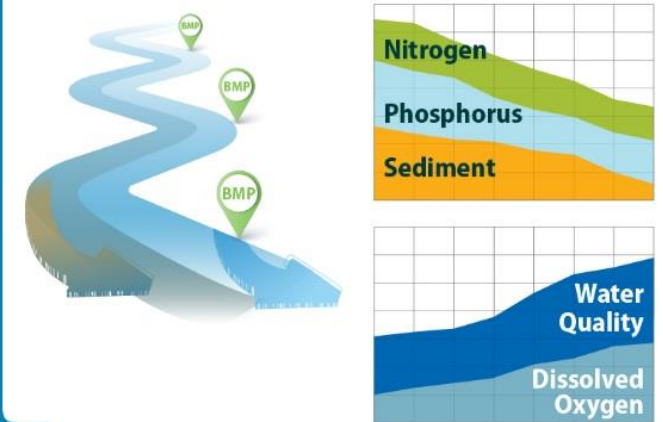 BMP
BMP
BMP
Nitrogen
Phosphorus
Sediment
Water
Quality
Dissolved
Oxygen